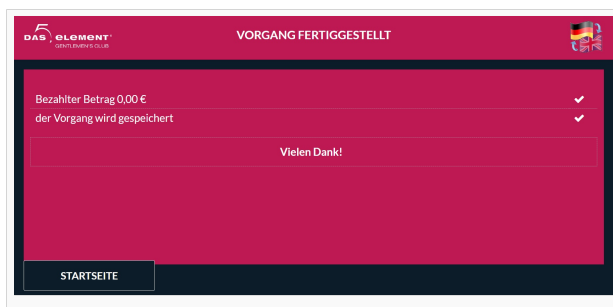 DAS 5. ELEMENT
GENTLEMEN'S CLUB
VORGANG FERTIGGESTELLT
Bezahlter Betrag 0,00 €
der Vorgang wird gespeichert
Vielen Dank!
STARTSEITE